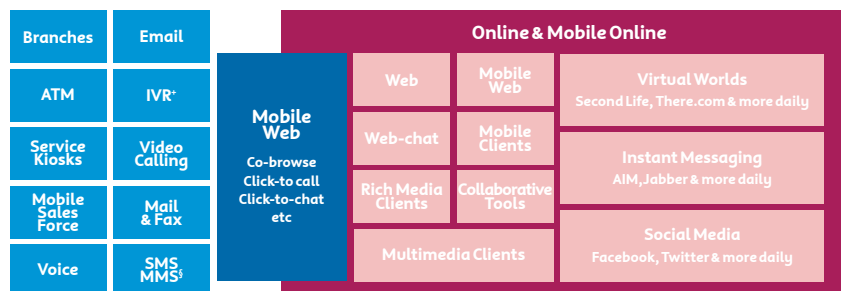 Branches
Email
ATM
IVR+
Service
Kiosks
Video
Calling
Mobile
Sales
Force
Mail
& Fax
Voice
SMS
MMS§
Mobile
Web
Co-browse
Click-to call
Click-to-chat
etc
Online & Mobile Online
Web
Mobile
Web
Web-chat
Mobile
Clients
Rich Media
Clients
Collaborative
Tools
Multimedia Clients
Virtual Worlds
Second Life, There.com & more daily
Instant Messaging
AIM,Jabber & more daily
Social Media
Facebook, Twitter & more daily